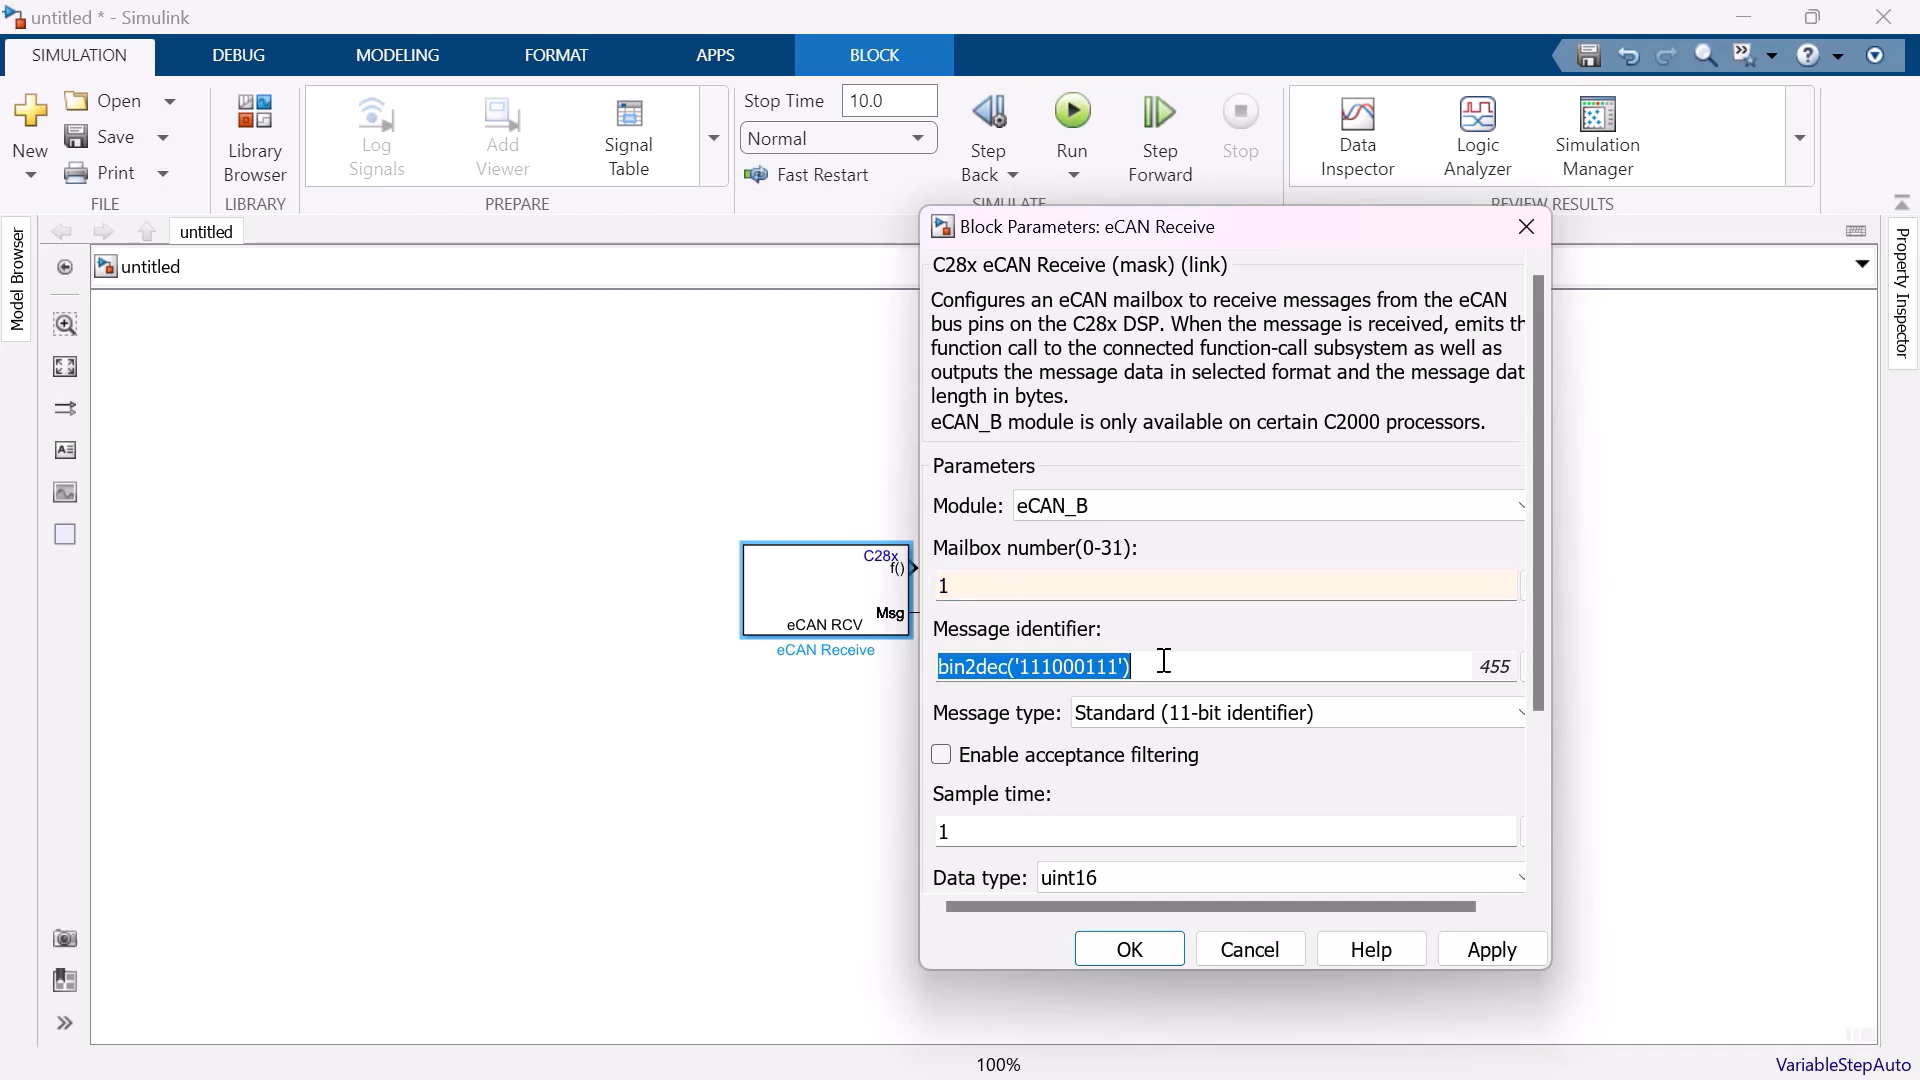 untitled * - Simulink
SIMULATION DEBUG MODELING FORMAT APPS BLOCK
New
Open
Save
Print
FILE
Library
Browser
LIBRARY
Log
Signals
Add
Viewer
Signal
Table
PREPARE
Stop Time 10.0
Normal
Fast Restart
Step
Back
Run
Step
Forward
Stop
SIMULATE
Data
Inspector
Logic
Analyzer
Simulation
Manager
REVIEW RESULTS
Model Browser
untitled
untitled
Property Inspector
C28x
f()
Msg
eCAN RCV
eCAN Receive
Block Parameters: eCAN Receive
C28x eCAN Receive (mask) (link)
Configures an eCAN mailbox to receive messages from the eCAN
bus pins on the C28x DSP. When the message is received, emits th
function call to the connected function-call subsystem as well as
outputs the message data in selected format and the message dat
length in bytes.
eCAN_B module is only available on certain C2000 processors.
Parameters
Module: eCAN_B
Mailbox number(0-31):
1
Message identifier:
bin2dec('111000111') 455
Message type: Standard (11-bit identifier)
Enable acceptance filtering
Sample time:
1
Data type: uint16
OK Cancel Help Apply
100%
VariableStepAuto